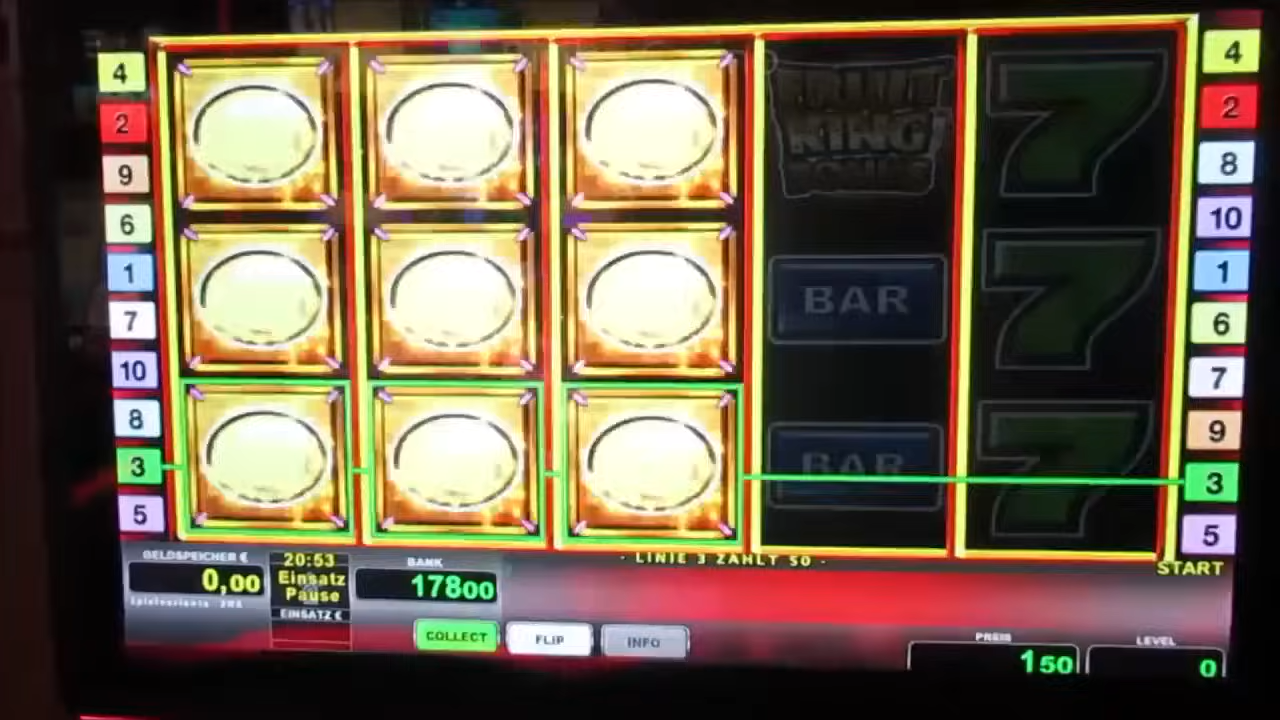 4
2
9
6
1
7
10
8
3
5
KING
BAR
BAR
4
2
8
10
1
6
7
9
3
5
- LINIE 3 ZAHLT 50 -
START
GELDSPEICHER €
0,00
20:53
Einsatz
Pause
EINSATZ €
BANK
17800
COLLECT
FLIP
INFO
PREIS
150
LEVEL
0